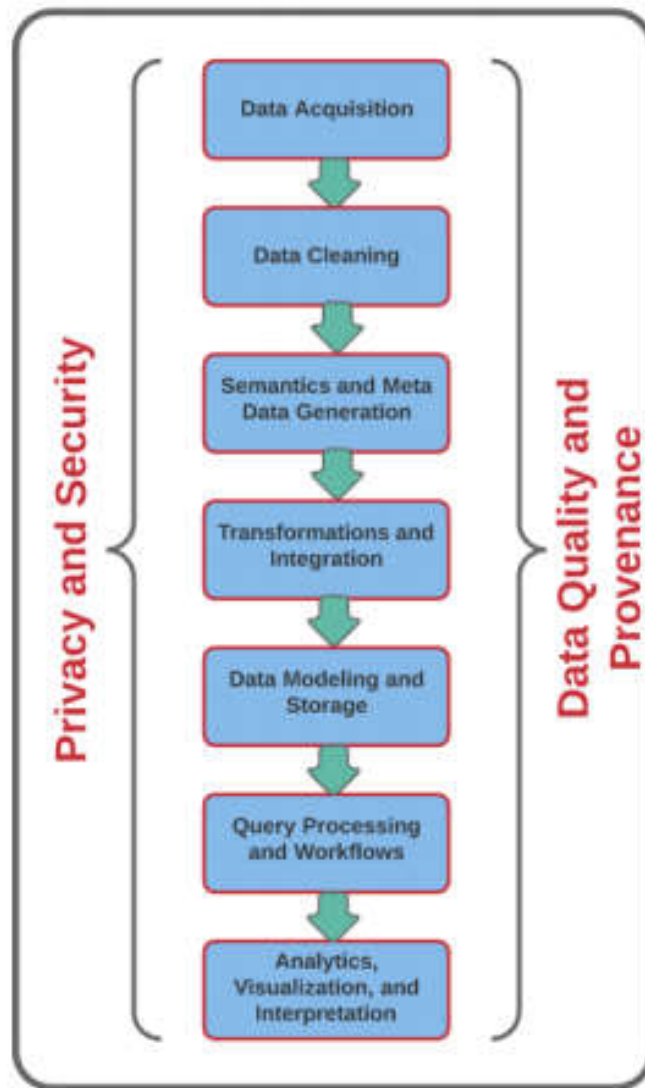 Data Acquisition
Data Cleaning
Semantics and Meta
Data Generation
Transformations and
Integration
Data Modeling and
Storage
Query Processing
and Workflows
Analytics,
Visualization, and
Interpretation
Privacy and Security
Data Quality and
Provenance